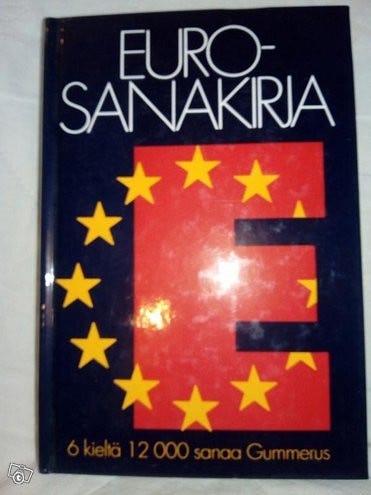 EURO-
SANAKIRJA
E
6 kieltä 12 000 sanaa Gummerus